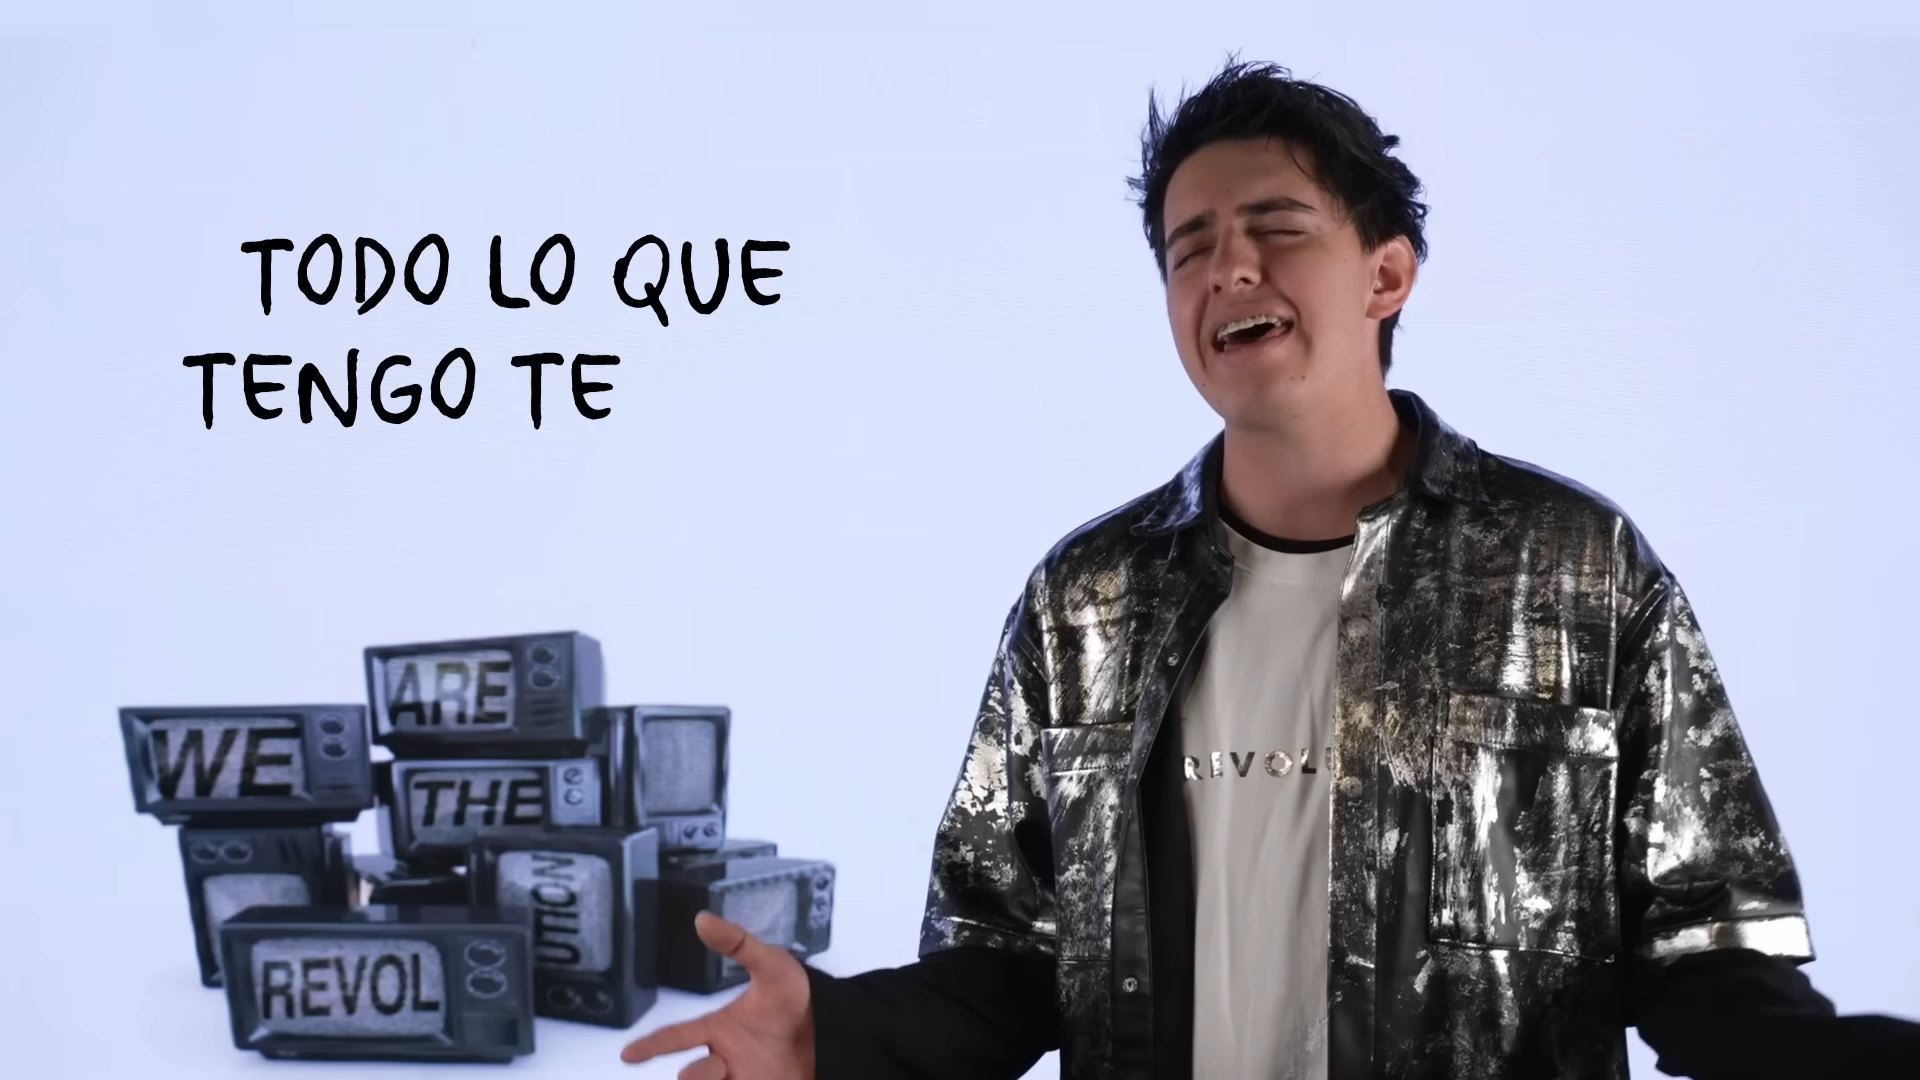 TODO LO QUE
TENGO TE
ARE
WE
THE
UTION
REVOL
REVOLU